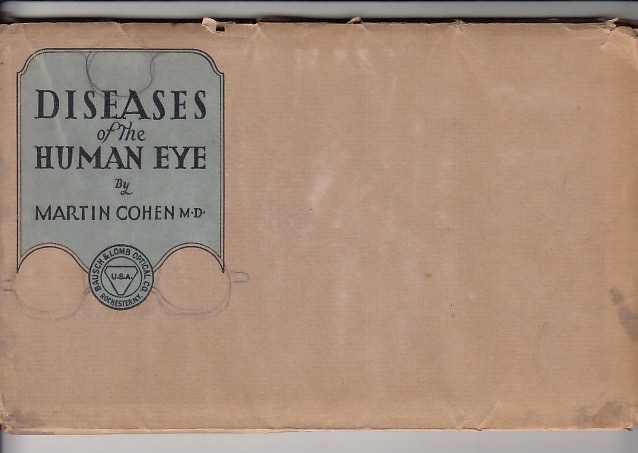 DISEASES
of The
HUMAN EYE
By
MARTIN COHEN M·D·
BAUSCH & LOMB OPTICAL CO.
U.S.A.
ROCHESTER, N.Y.